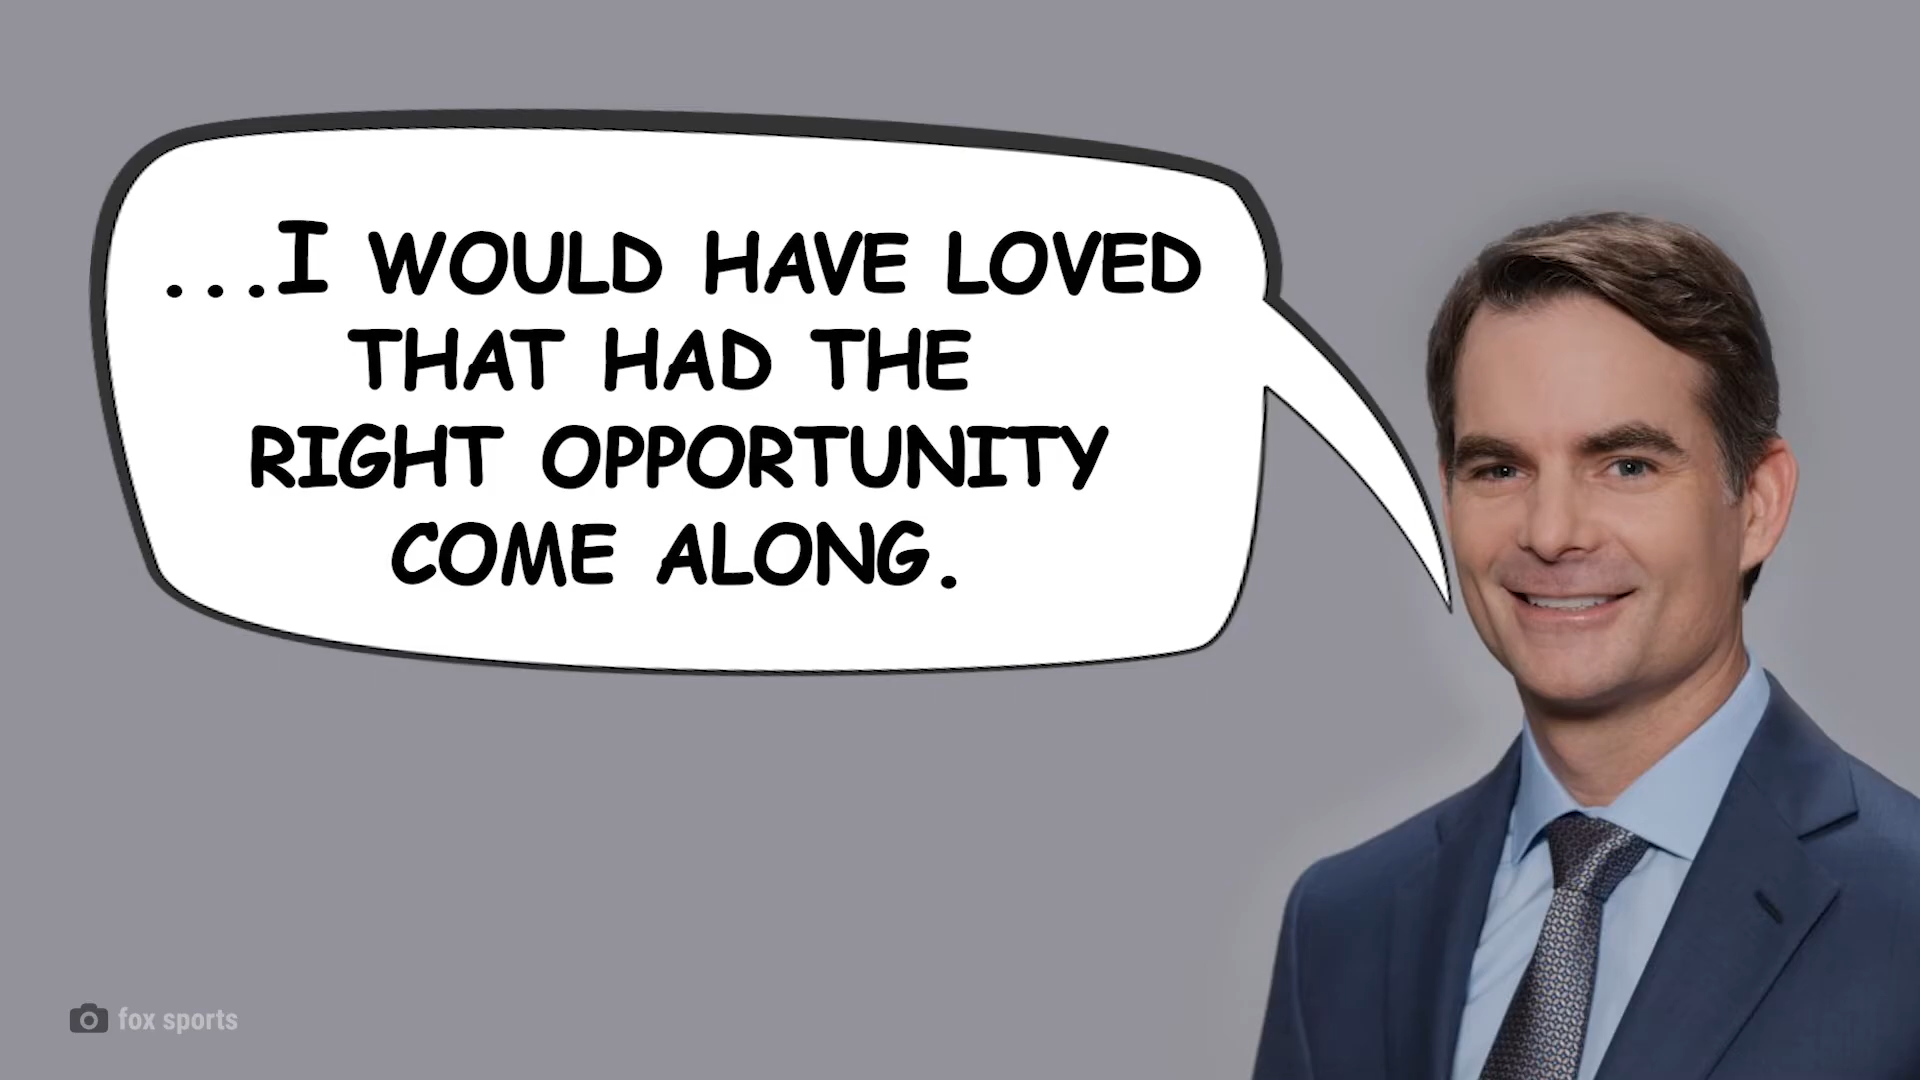 ...I WOULD HAVE LOVED
THAT HAD THE
RIGHT OPPORTUNITY
COME ALONG.
fox sports